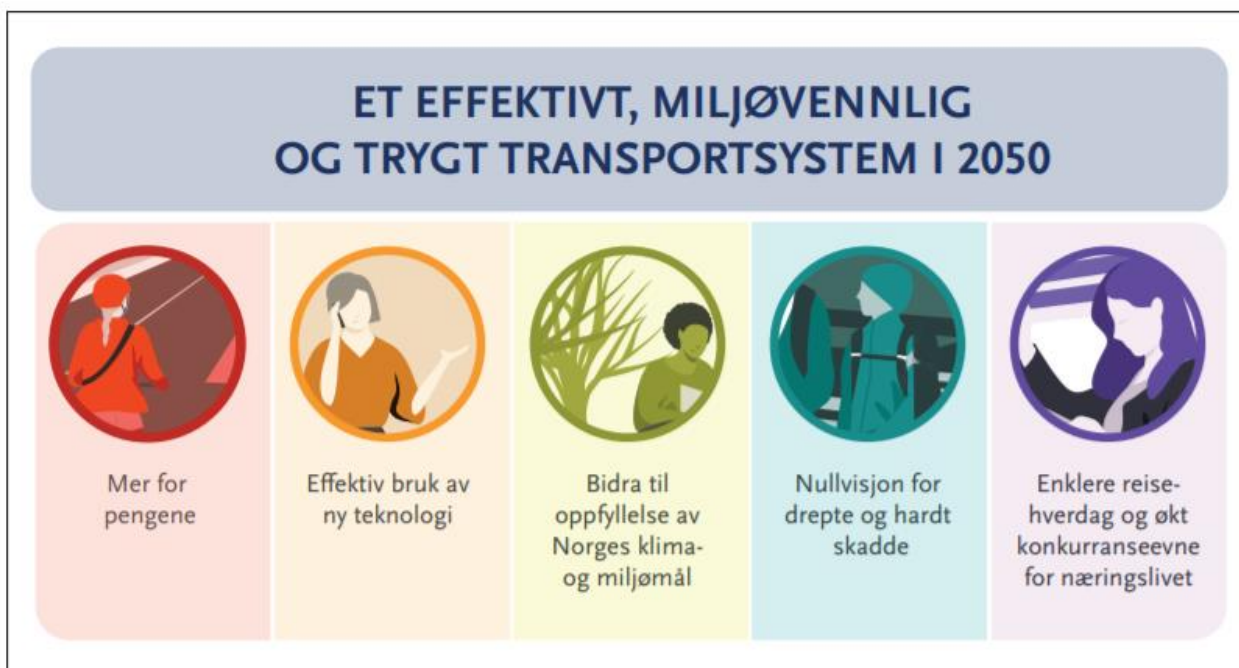 ET EFFEKTIVT, MILJØVENNLIG
OG TRYGT TRANSPORTSYSTEM I 2050
Mer for
pengene
Effektiv bruk av
ny teknologi
Bidra til
oppfyllelse av
Norges klima-
og miljømål
Nullvisjon for
drepte og hardt
skadde
Enklere reise-
hverdag og økt
konkurranseevne
for næringslivet